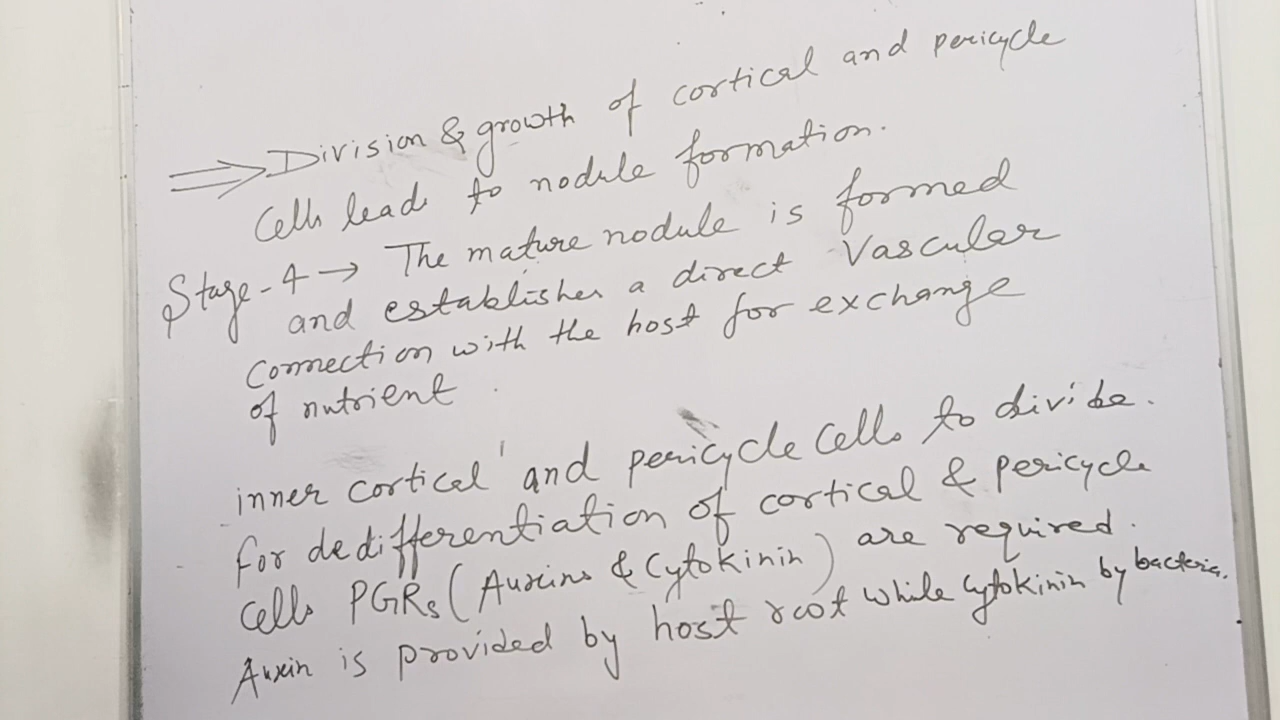 ⇒ Division & growth of cortical and pericycle
Cells leads to nodule formation.
Stage-4 → The mature nodule is formed
and establishes a direct Vascular
Connection with the host for exchange
of nutrient.
inner cortical and pericycle Cells to divide.
for dedifferentiation of cortical & pericycle
Cells PGRs (Auxins & Cytokinin) are required.
Auxin is provided by host root while Cytokinin by bacteria.